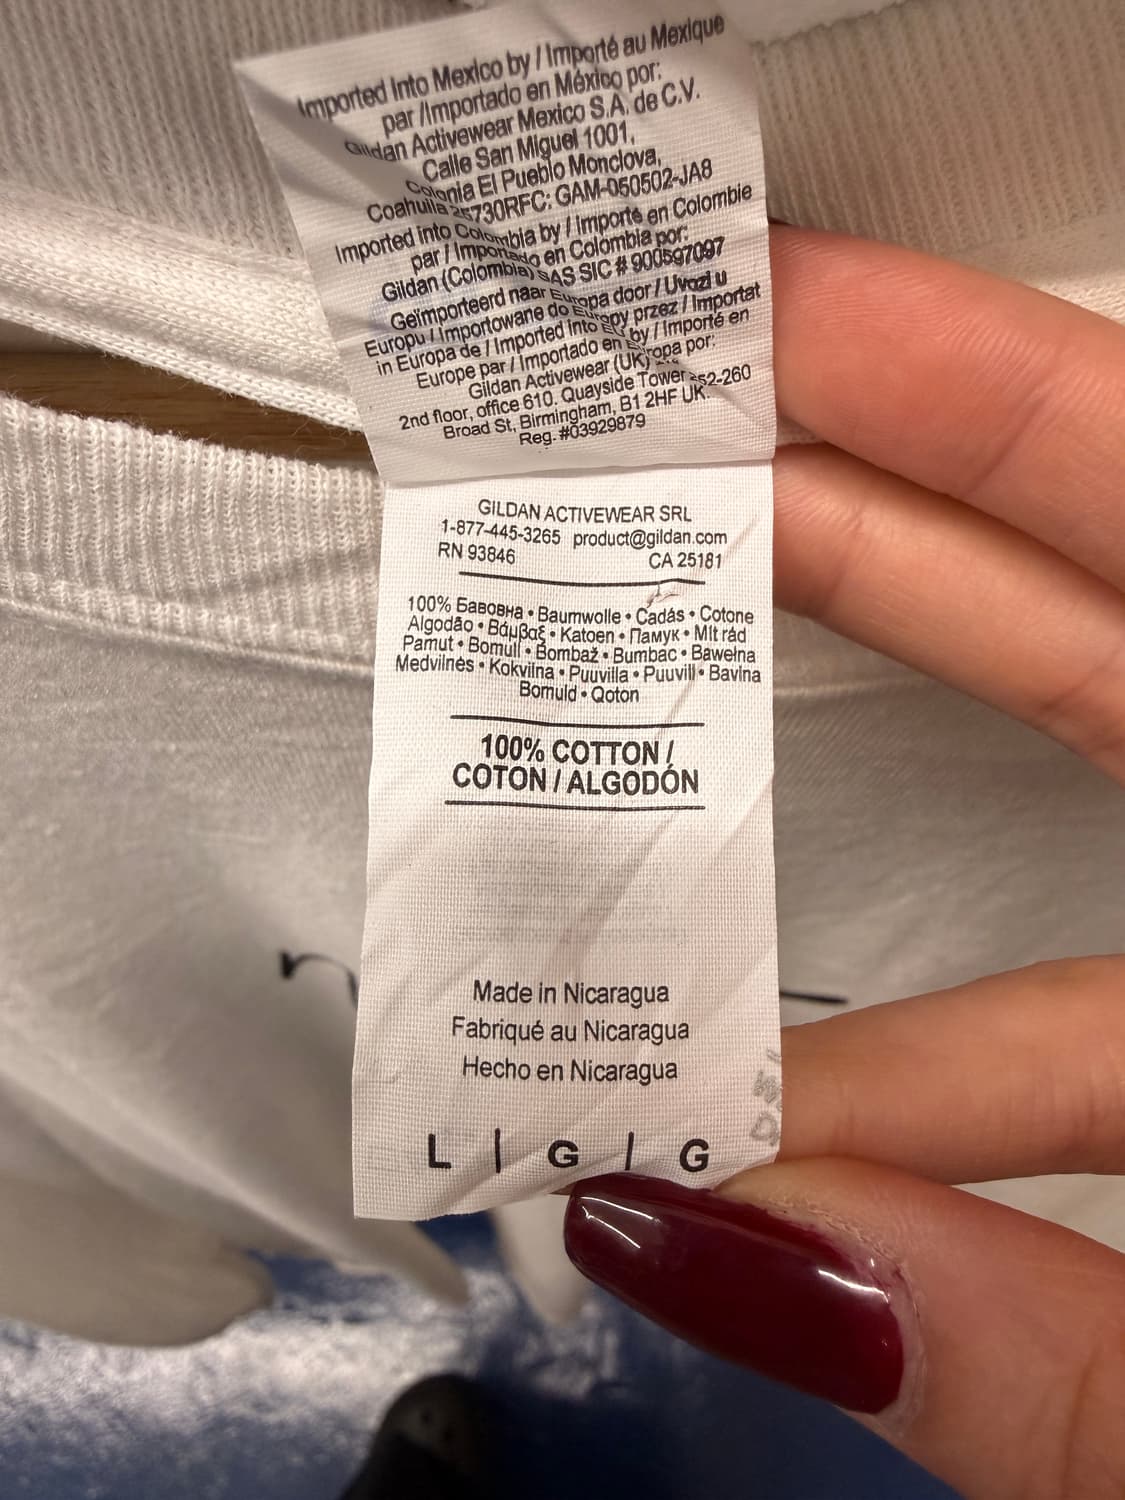 Imported into Mexico by / Importé au Mexique
par /Importado en México por:
Gildan Activewear Mexico S.A. de C.V.
Calle San Miguel 1001,
Colonia El Pueblo Monclova,
Coahuila 25730RFC: GAM-050502-JA8
Imported into Colombia by / Importé en Colombie
par / Importado en Colombia por:
Gildan (Colombia) SAS SIC # 900597097
Geïmporteerd naar Europa door / Uvozi u
Europu / Importowane do Europy przez / Importat
in Europa de / Imported into EU by / Importé en
Europe par / Importado en Europa por:
Gildan Activewear (UK)
2nd floor, office 610. Quayside Tower 252-260
Broad St, Birmingham, B1 2HF UK.
Reg. #03929879
GILDAN ACTIVEWEAR SRL
1-877-445-3265 product@gildan.com
RN 93846 CA 25181
100% Бавовна • Baumwolle • Cadás • Cotone
Algodão • Βάμβαξ • Katoen • Памук • Mít rád
Pamut • Bomull • Bombaž • Bumbac • Bawełna
Medvilnės • Kokvilna • Puuvilla • Puuvill • Bavlna
Bomuld • Qoton
100% COTTON /
COTON / ALGODÓN
Made in Nicaragua
Fabriqué au Nicaragua
Hecho en Nicaragua
L | G | G